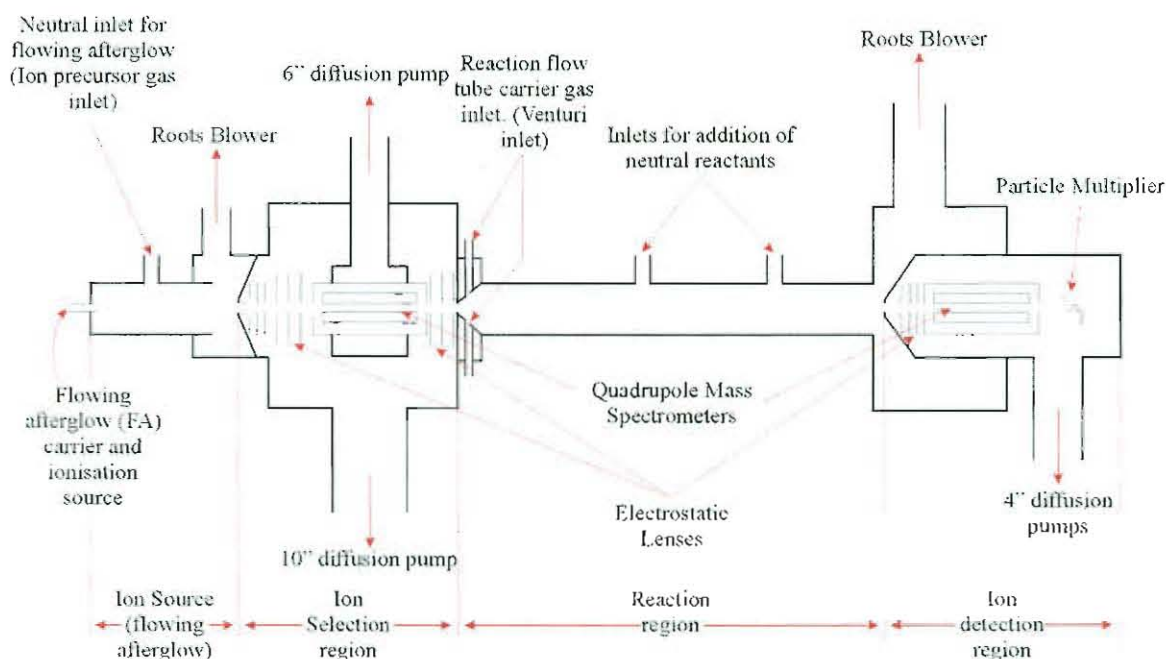 Neutral inlet for
flowing afterglow
(Ion precursor gas
inlet)
6” diffusion pump
Reaction flow
tube carrier gas
inlet. (Venturi
inlet)
Roots Blower
Roots Blower
Inlets for addition of
neutral reactants
Particle Multiplier
Flowing
afterglow (FA)
carrier and
ionisation
source
Quadrupole Mass
Spectrometers
Electrostatic
Lenses
4” diffusion
pumps
10” diffusion pump
Ion Source
(flowing
afterglow)
Ion
Selection
region
Reaction
region
Ion
detection
region